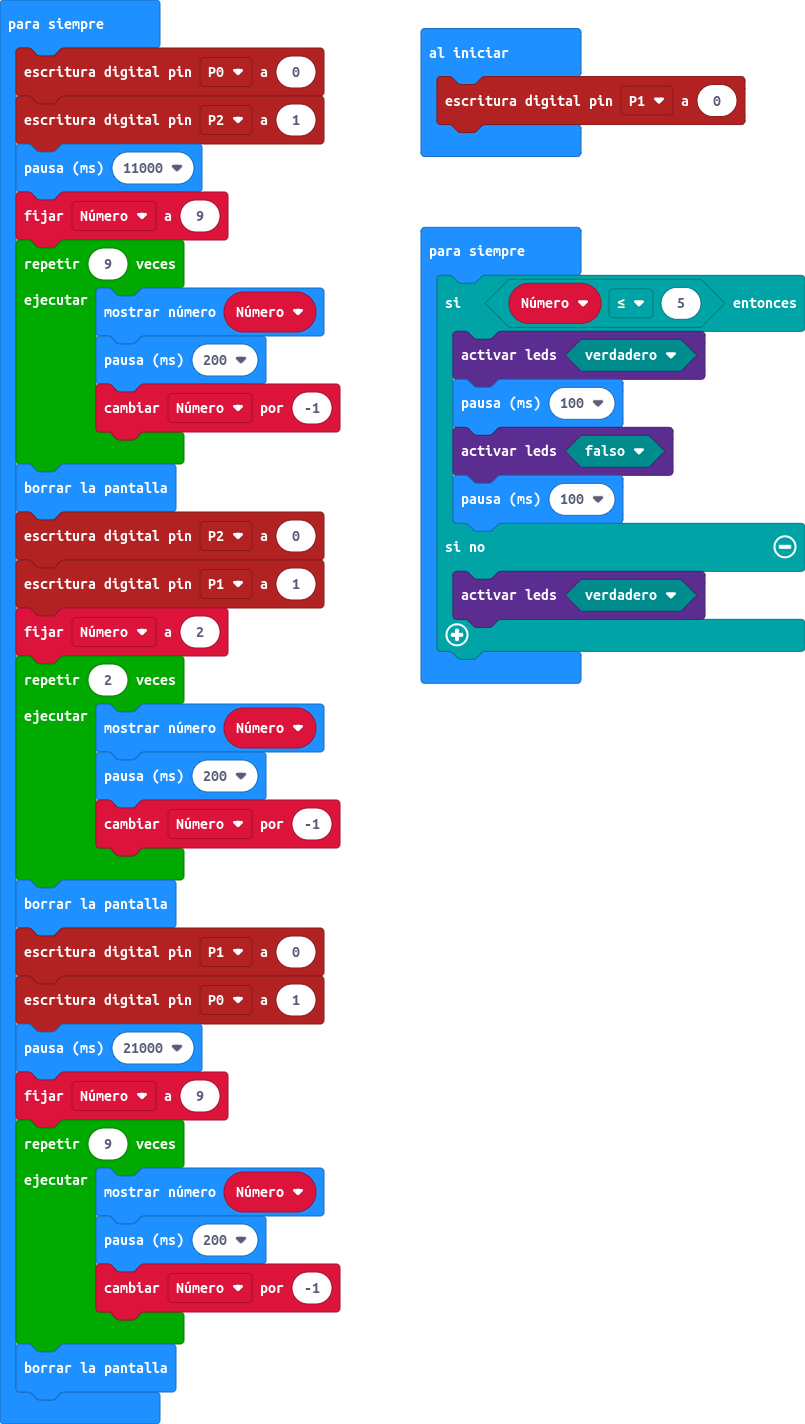 para siempre
escritura digital pin P0 a 0
escritura digital pin P2 a 1
pausa (ms) 11000
fijar Número a 9
repetir 9 veces
ejecutar mostrar número Número
pausa (ms) 200
cambiar Número por -1
borrar la pantalla
escritura digital pin P2 a 0
escritura digital pin P1 a 1
fijar Número a 2
repetir 2 veces
ejecutar mostrar número Número
pausa (ms) 200
cambiar Número por -1
borrar la pantalla
escritura digital pin P1 a 0
escritura digital pin P0 a 1
pausa (ms) 21000
fijar Número a 9
repetir 9 veces
ejecutar mostrar número Número
pausa (ms) 200
cambiar Número por -1
borrar la pantalla
al iniciar
escritura digital pin P1 a 0
para siempre
si Número ≤ 5 entonces
activar leds verdadero
pausa (ms) 100
activar leds falso
pausa (ms) 100
si no
activar leds verdadero